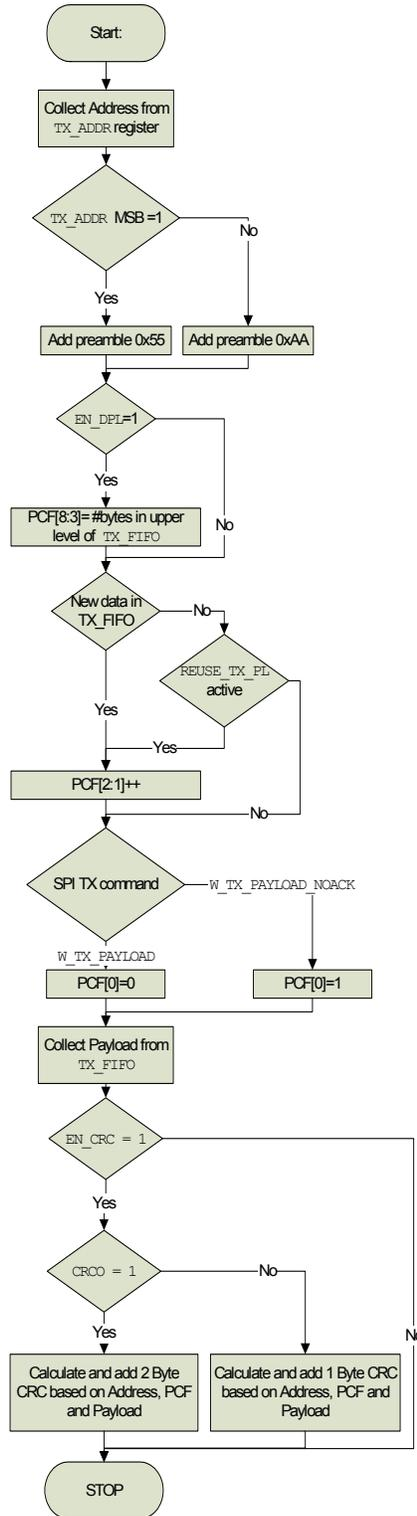 Start:
Collect Address from
TX_ADDR register
TX_ADDR MSB =1
No
Yes
Add preamble 0x55
Add preamble 0xAA
EN_DPL=1
Yes
No
PCF[8:3]= #bytes in upper
level of TX_FIFO
New data in
TX_FIFO
No
REUSE_TX_PL
active
Yes
Yes
PCF[2:1]++
No
SPI TX command
W_TX_PAYLOAD_NOACK
W_TX_PAYLOAD
PCF[0]=0
PCF[0]=1
Collect Payload from
TX_FIFO
EN_CRC = 1
Yes
CRCO = 1
No
Yes
No
Calculate and add 2 Byte
CRC based on Address, PCF
and Payload
Calculate and add 1 Byte CRC
based on Address, PCF and
Payload
STOP